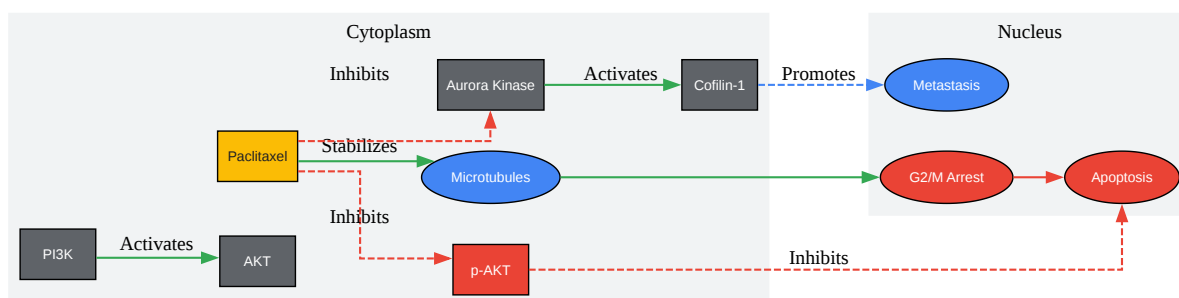 Cytoplasm
Nucleus
Inhibits
Aurora Kinase
Activates
Cofilin-1
Promotes
Metastasis
Paclitaxel
Stabilizes
Microtubules
G2/M Arrest
Apoptosis
Inhibits
PI3K
Activates
AKT
p-AKT
Inhibits